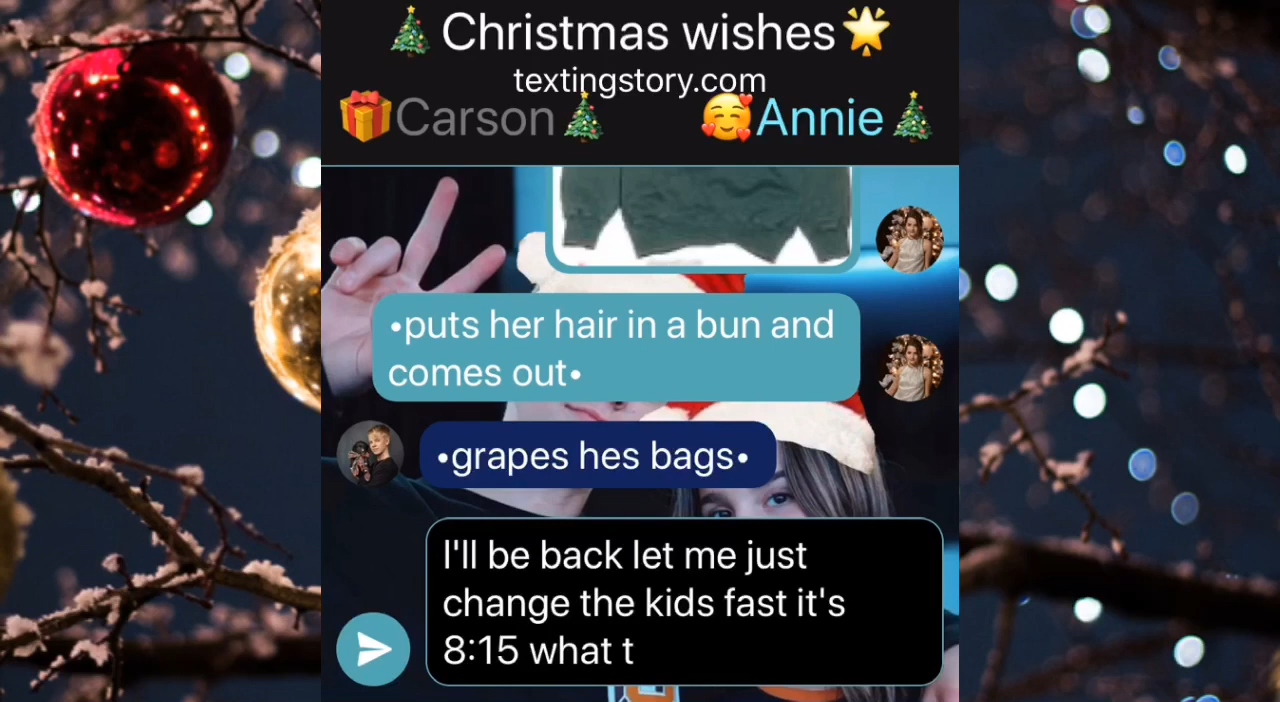 🎄Christmas wishes🌟
textingstory.com
🎁Carson🎄 🥰Annie🎄
•puts her hair in a bun and
comes out•
•grapes hes bags•
I'll be back let me just
change the kids fast it's
8:15 what t